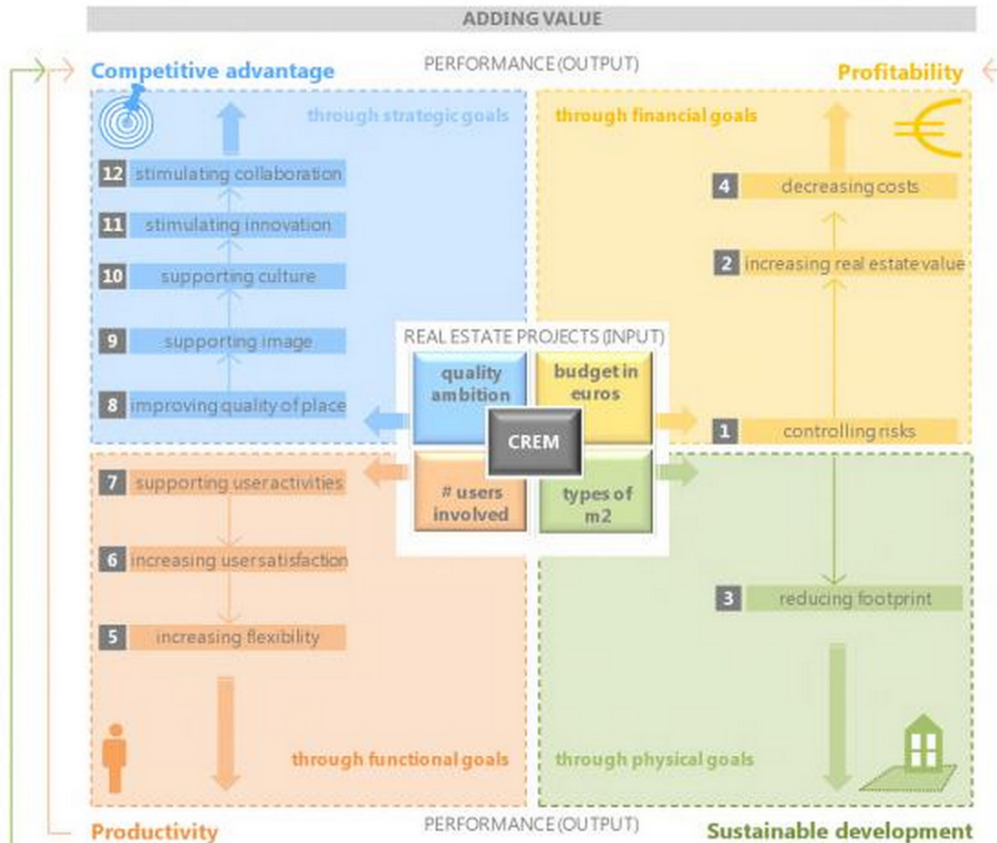 ADDING VALUE
PERFORMANCE (OUTPUT)
Competitive advantage
Profitability
through strategic goals
through financial goals
12 stimulating collaboration
11 stimulating innovation
10 supporting culture
9 supporting image
8 improving quality of place
4 decreasing costs
2 increasing real estate value
1 controlling risks
REAL ESTATE PROJECTS (INPUT)
quality
ambition
budget in
euros
CREM
# users
involved
types of
m2
7 supporting user activities
6 increasing user satisfaction
5 increasing flexibility
3 reducing footprint
through functional goals
through physical goals
Productivity
PERFORMANCE (OUTPUT)
Sustainable development